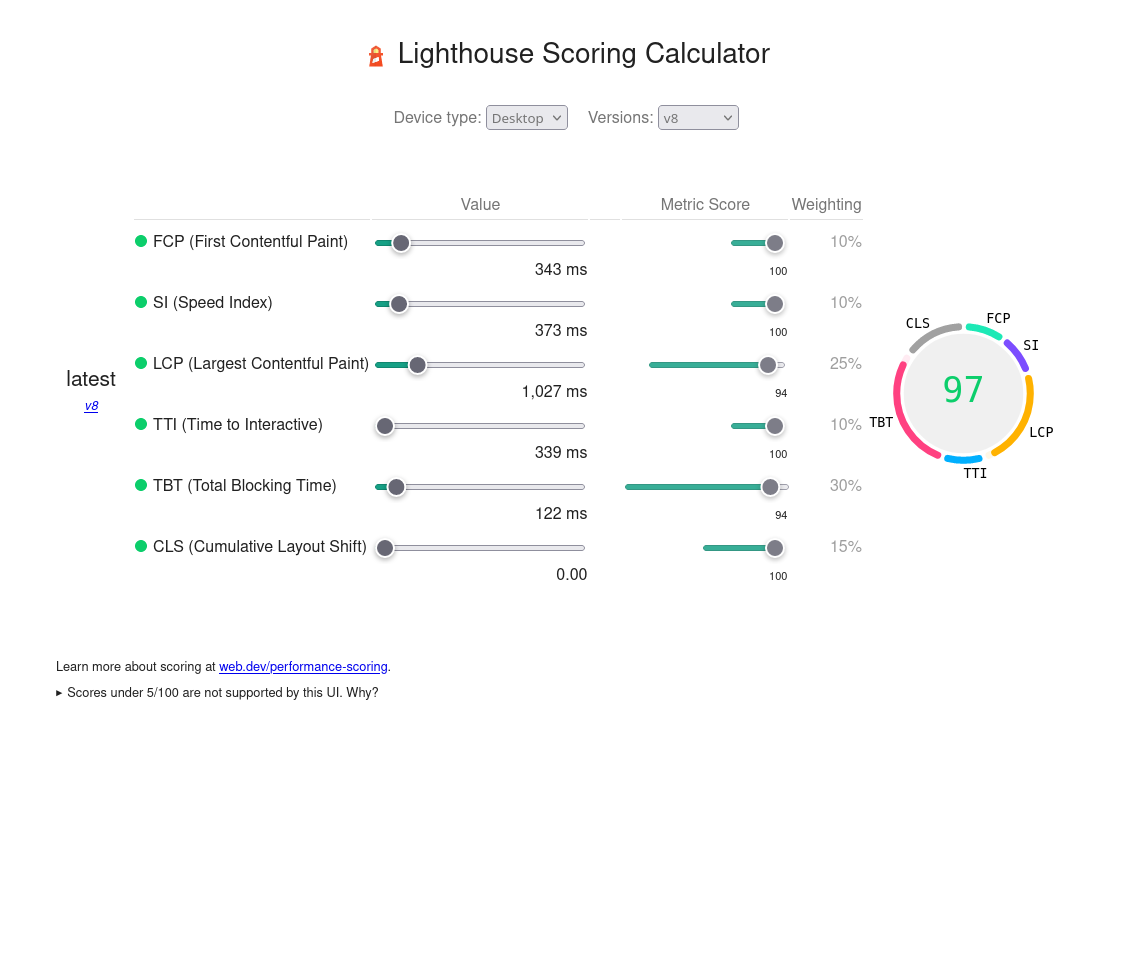 Lighthouse Scoring Calculator
Device type: Desktop Versions: v8
Value Metric Score Weighting
FCP (First Contentful Paint) 10%
343 ms 100
SI (Speed Index) 10%
373 ms 100
LCP (Largest Contentful Paint) 25%
1,027 ms 94
TTI (Time to Interactive) 10%
339 ms 100
TBT (Total Blocking Time) 30%
122 ms 94
CLS (Cumulative Layout Shift) 15%
0.00 100
latest
v8
CLS
FCP
SI
97
TBT
LCP
TTI
Learn more about scoring at web.dev/performance-scoring.
▸ Scores under 5/100 are not supported by this UI. Why?